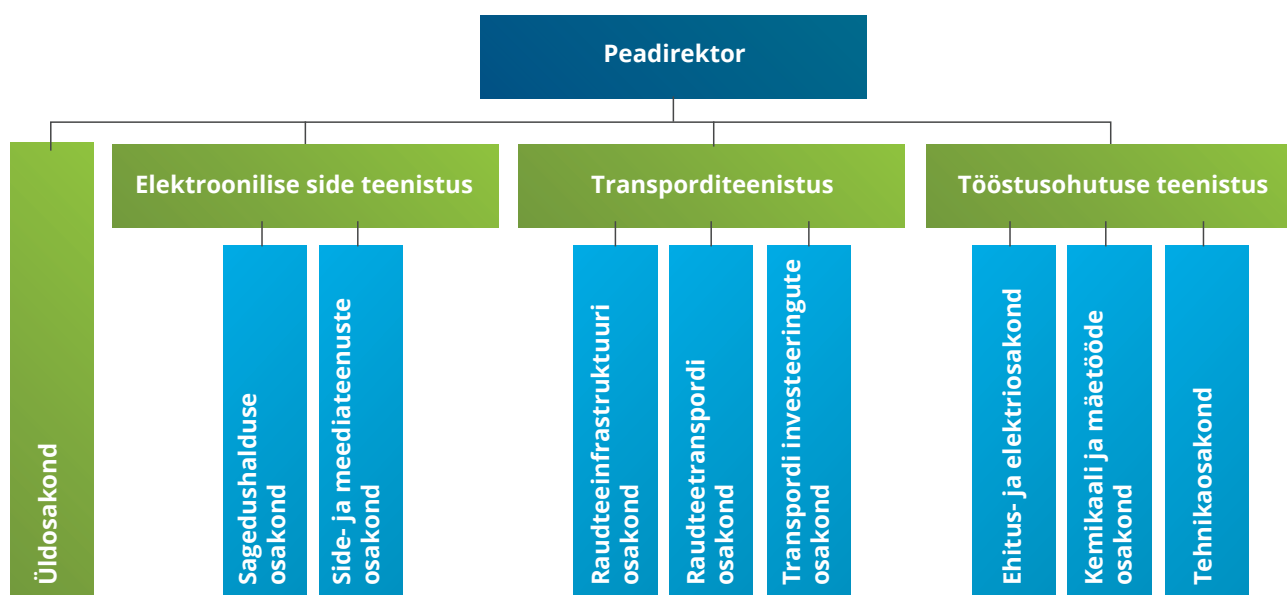 Peadirektor
Üldosakond
Elektroonilise side teenistus
Sagedushalduse
osakond
Side- ja meediateenuste
osakond
Transporditeenistus
Raudteeinfrastruktuuri
osakond
Raudteetranspordi
osakond
Transpordi investeeringute
osakond
Tööstusohutuse teenistus
Ehitus- ja elektriosakond
Kemikaali ja mäetööde
osakond
Tehnikaosakond